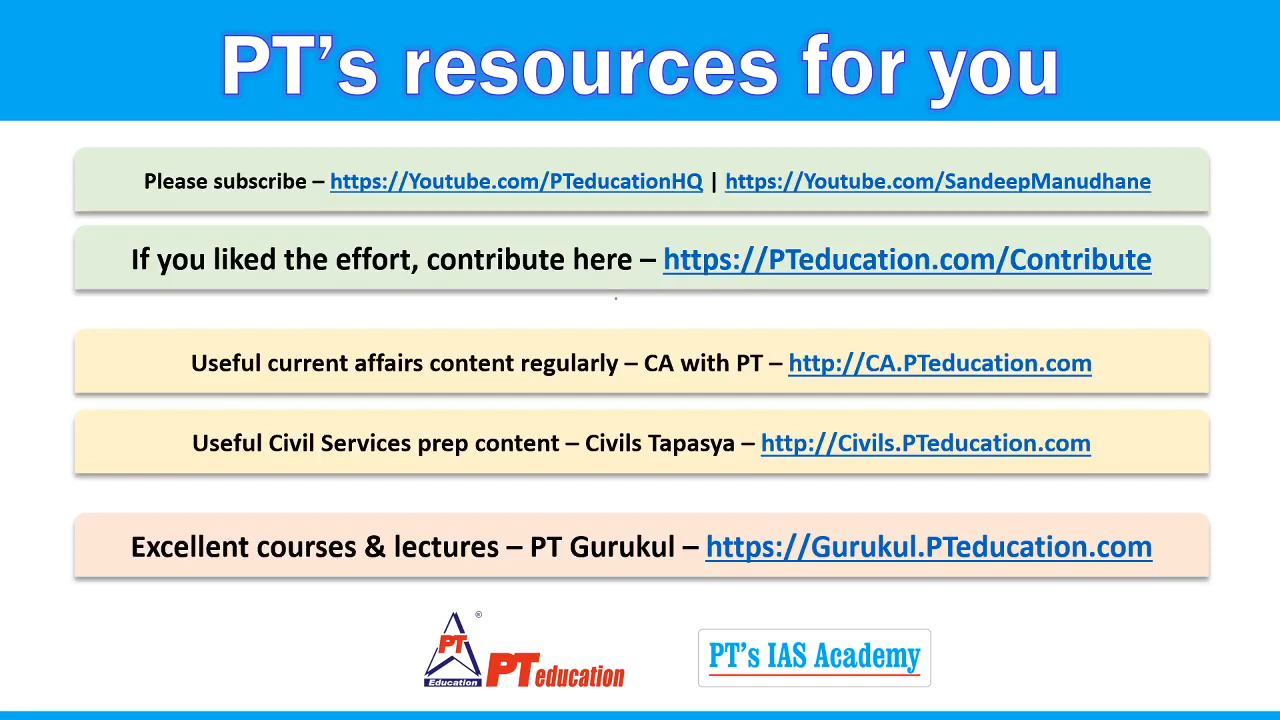 PT’s resources for you
Please subscribe – https://Youtube.com/PTeducationHQ | https://Youtube.com/SandeepManudhane
If you liked the effort, contribute here – https://PTeducation.com/Contribute
Useful current affairs content regularly – CA with PT – http://CA.PTeducation.com
Useful Civil Services prep content – Civils Tapasya – http://Civils.PTeducation.com
Excellent courses & lectures – PT Gurukul – https://Gurukul.PTeducation.com
PT ®
Education
PT education
PT’s IAS Academy